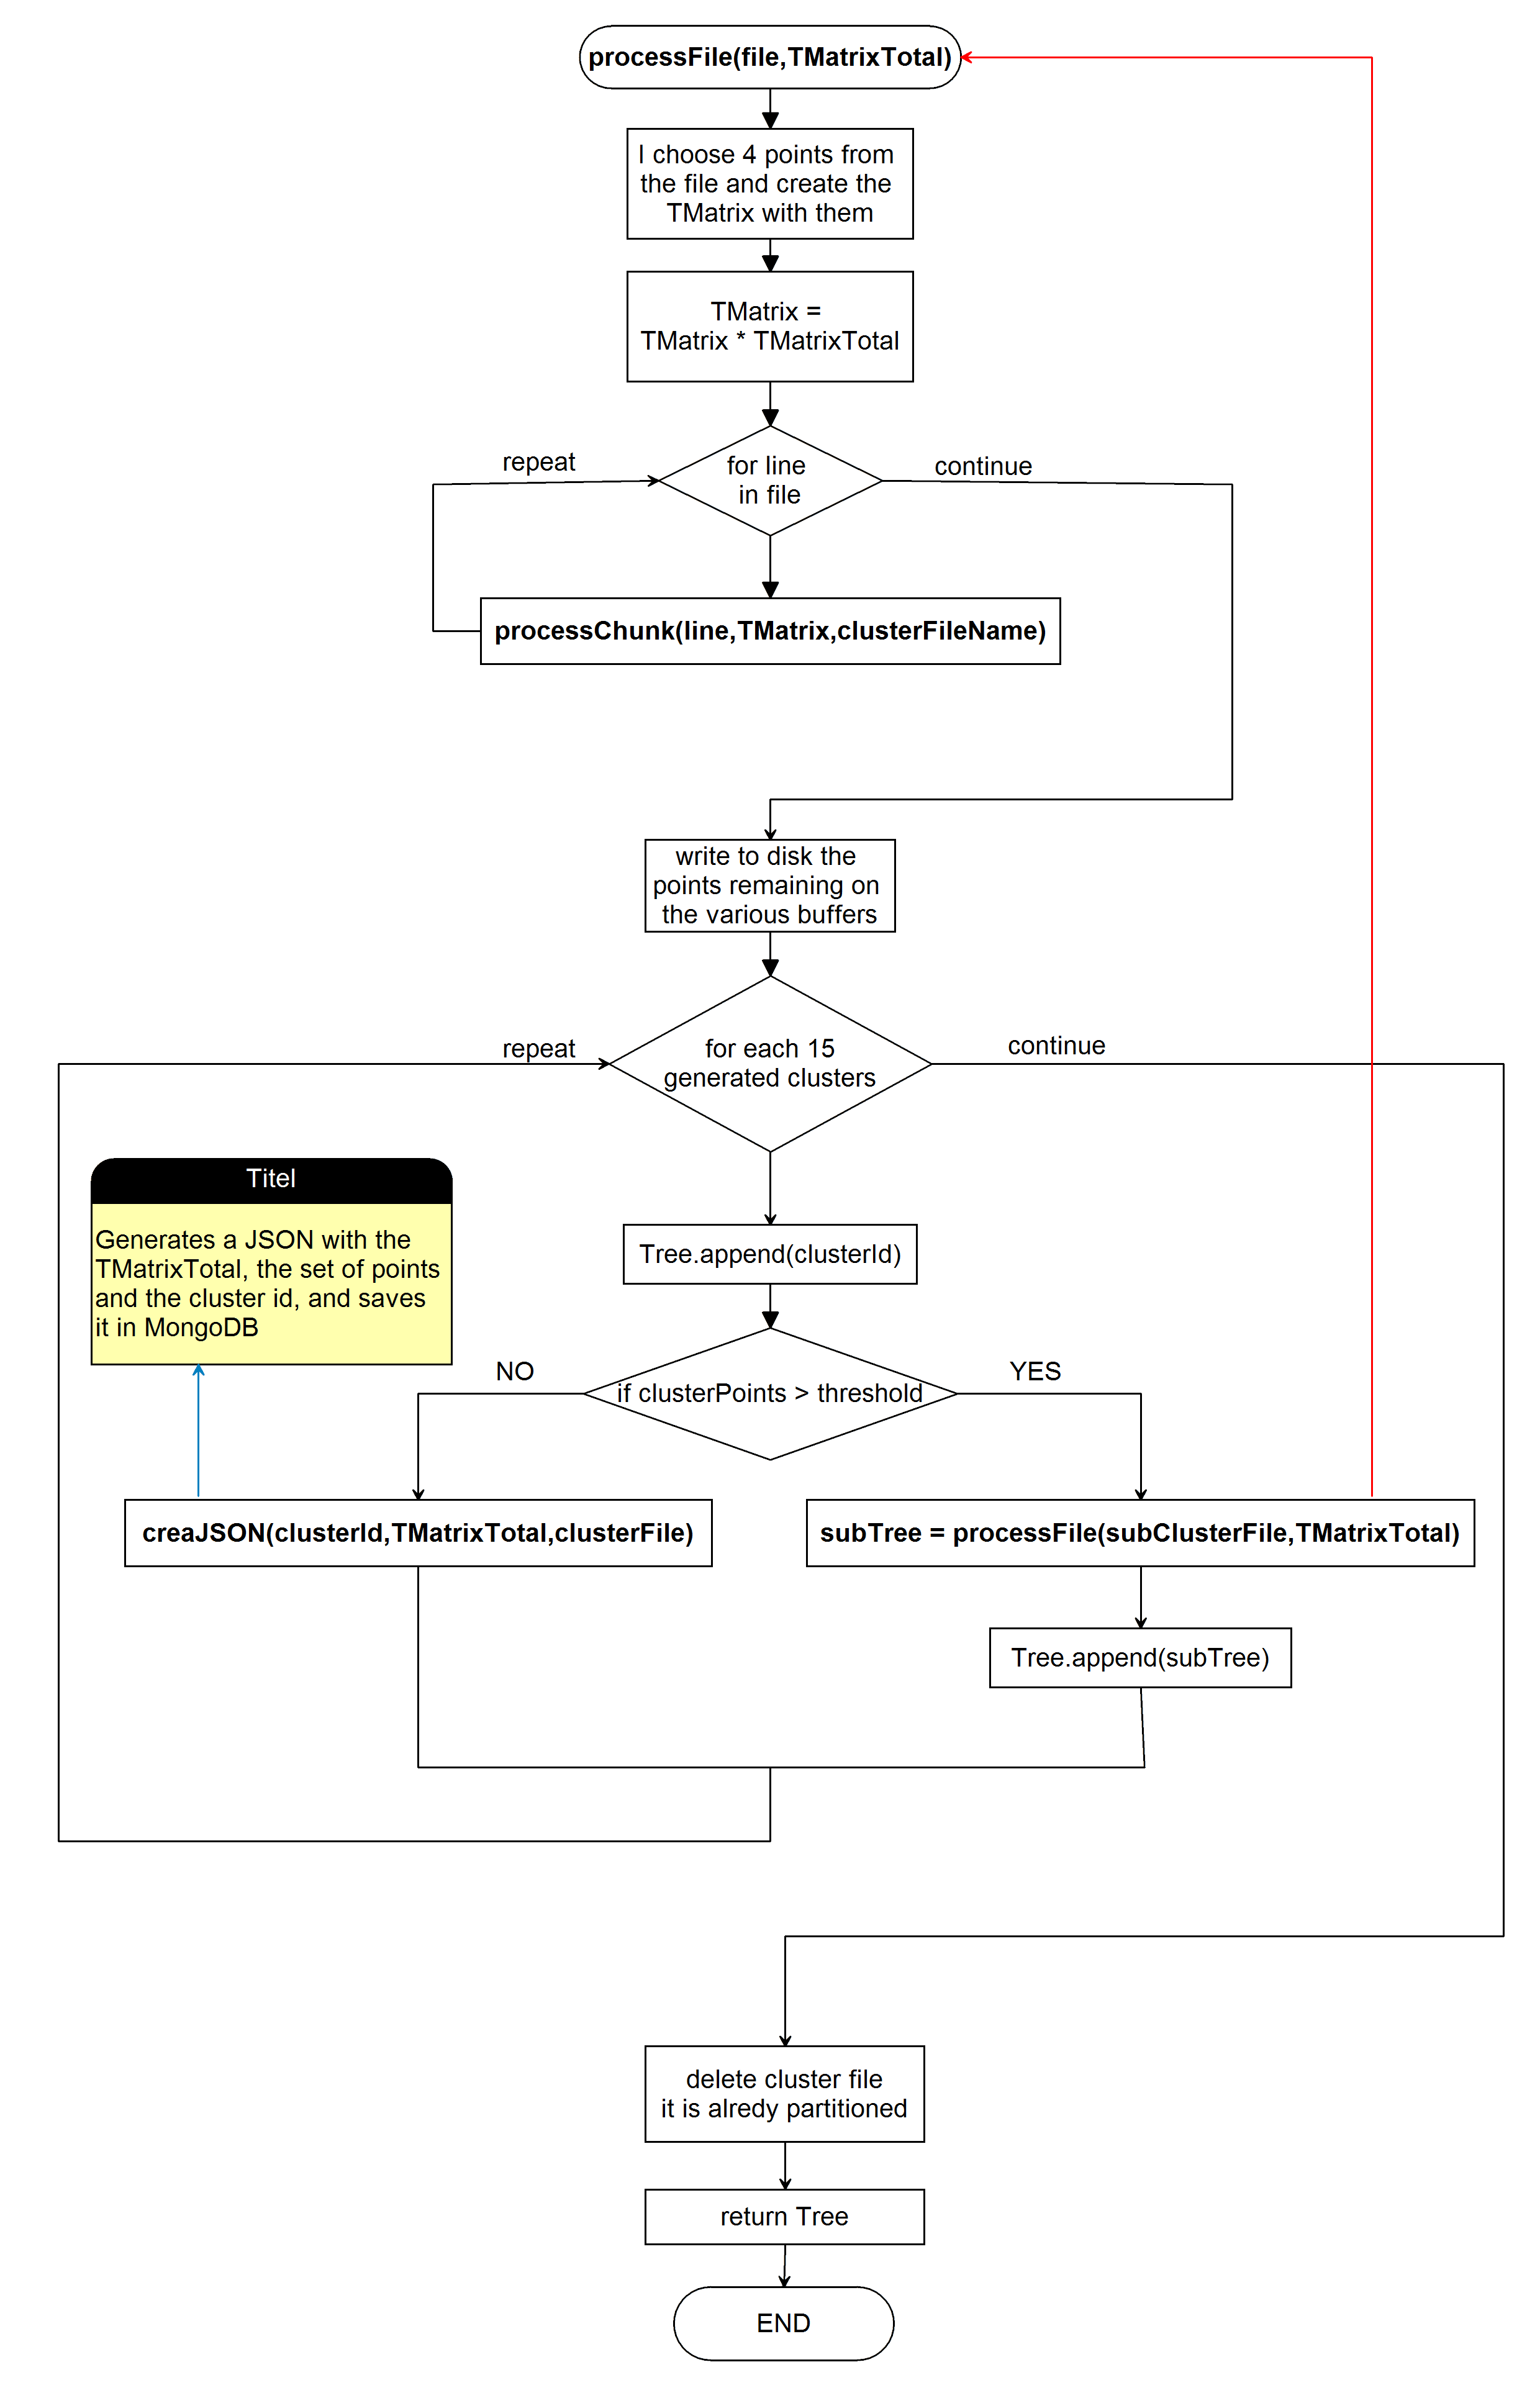 processFile(file,TMatrixTotal)
I choose 4 points from
the file and create the
TMatrix with them
TMatrix =
TMatrix * TMatrixTotal
for line
in file
repeat
continue
processChunk(line,TMatrix,clusterFileName)
write to disk the
points remaining on
the various buffers
for each 15
generated clusters
repeat
continue
Titel
Generates a JSON with the
TMatrixTotal, the set of points
and the cluster id, and saves
it in MongoDB
Tree.append(clusterId)
if clusterPoints > threshold
NO
YES
creaJSON(clusterId,TMatrixTotal,clusterFile)
subTree = processFile(subClusterFile,TMatrixTotal)
Tree.append(subTree)
delete cluster file
it is alredy partitioned
return Tree
END